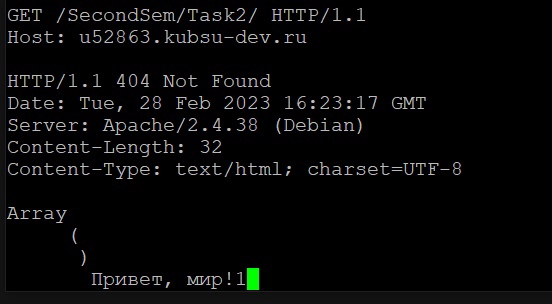 GET /SecondSem/Task2/ HTTP/1.1
Host: u52863.kubsu-dev.ru
HTTP/1.1 404 Not Found
Date: Tue, 28 Feb 2023 16:23:17 GMT
Server: Apache/2.4.38 (Debian)
Content-Length: 32
Content-Type: text/html; charset=UTF-8
Array
(
)
Привет, мир!1